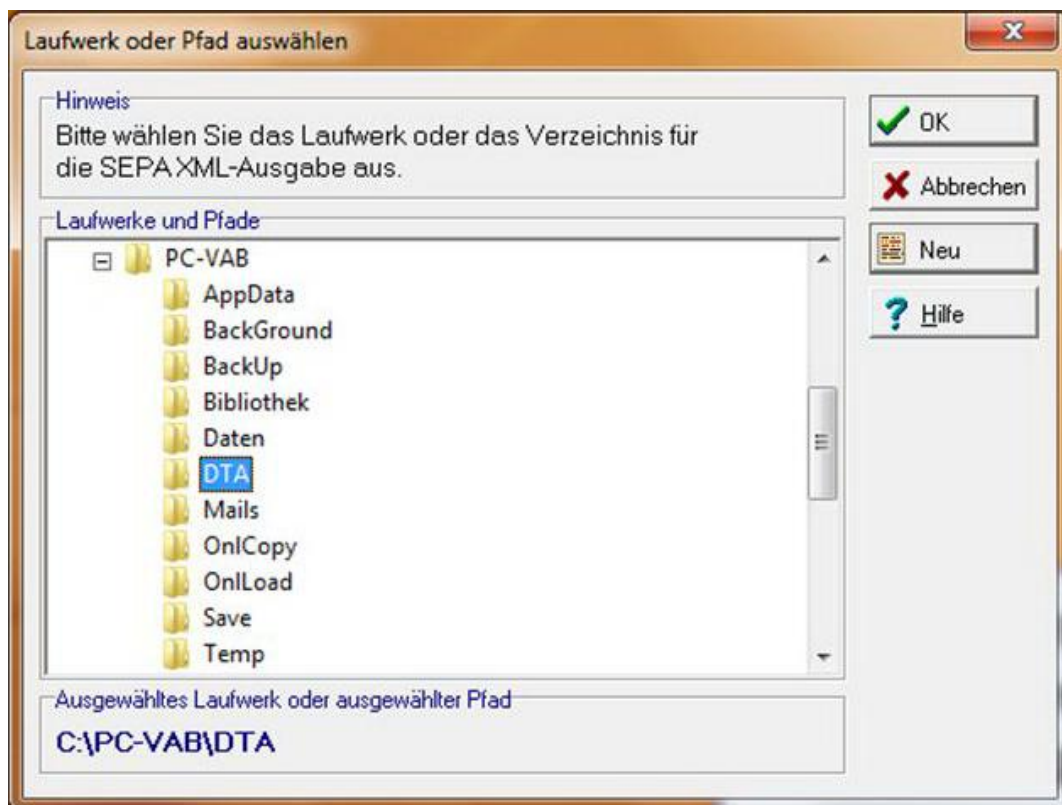 Laufwerk oder Pfad auswählen
Hinweis
Bitte wählen Sie das Laufwerk oder das Verzeichnis für
die SEPA XML-Ausgabe aus.
OK
Abbrechen
Neu
Hilfe
Laufwerke und Pfade
PC-VAB
AppData
BackGround
BackUp
Bibliothek
Daten
DTA
Mails
OnlCopy
OnlLoad
Save
Temp
Ausgewähltes Laufwerk oder ausgewählter Pfad
C:\PC-VAB\DTA